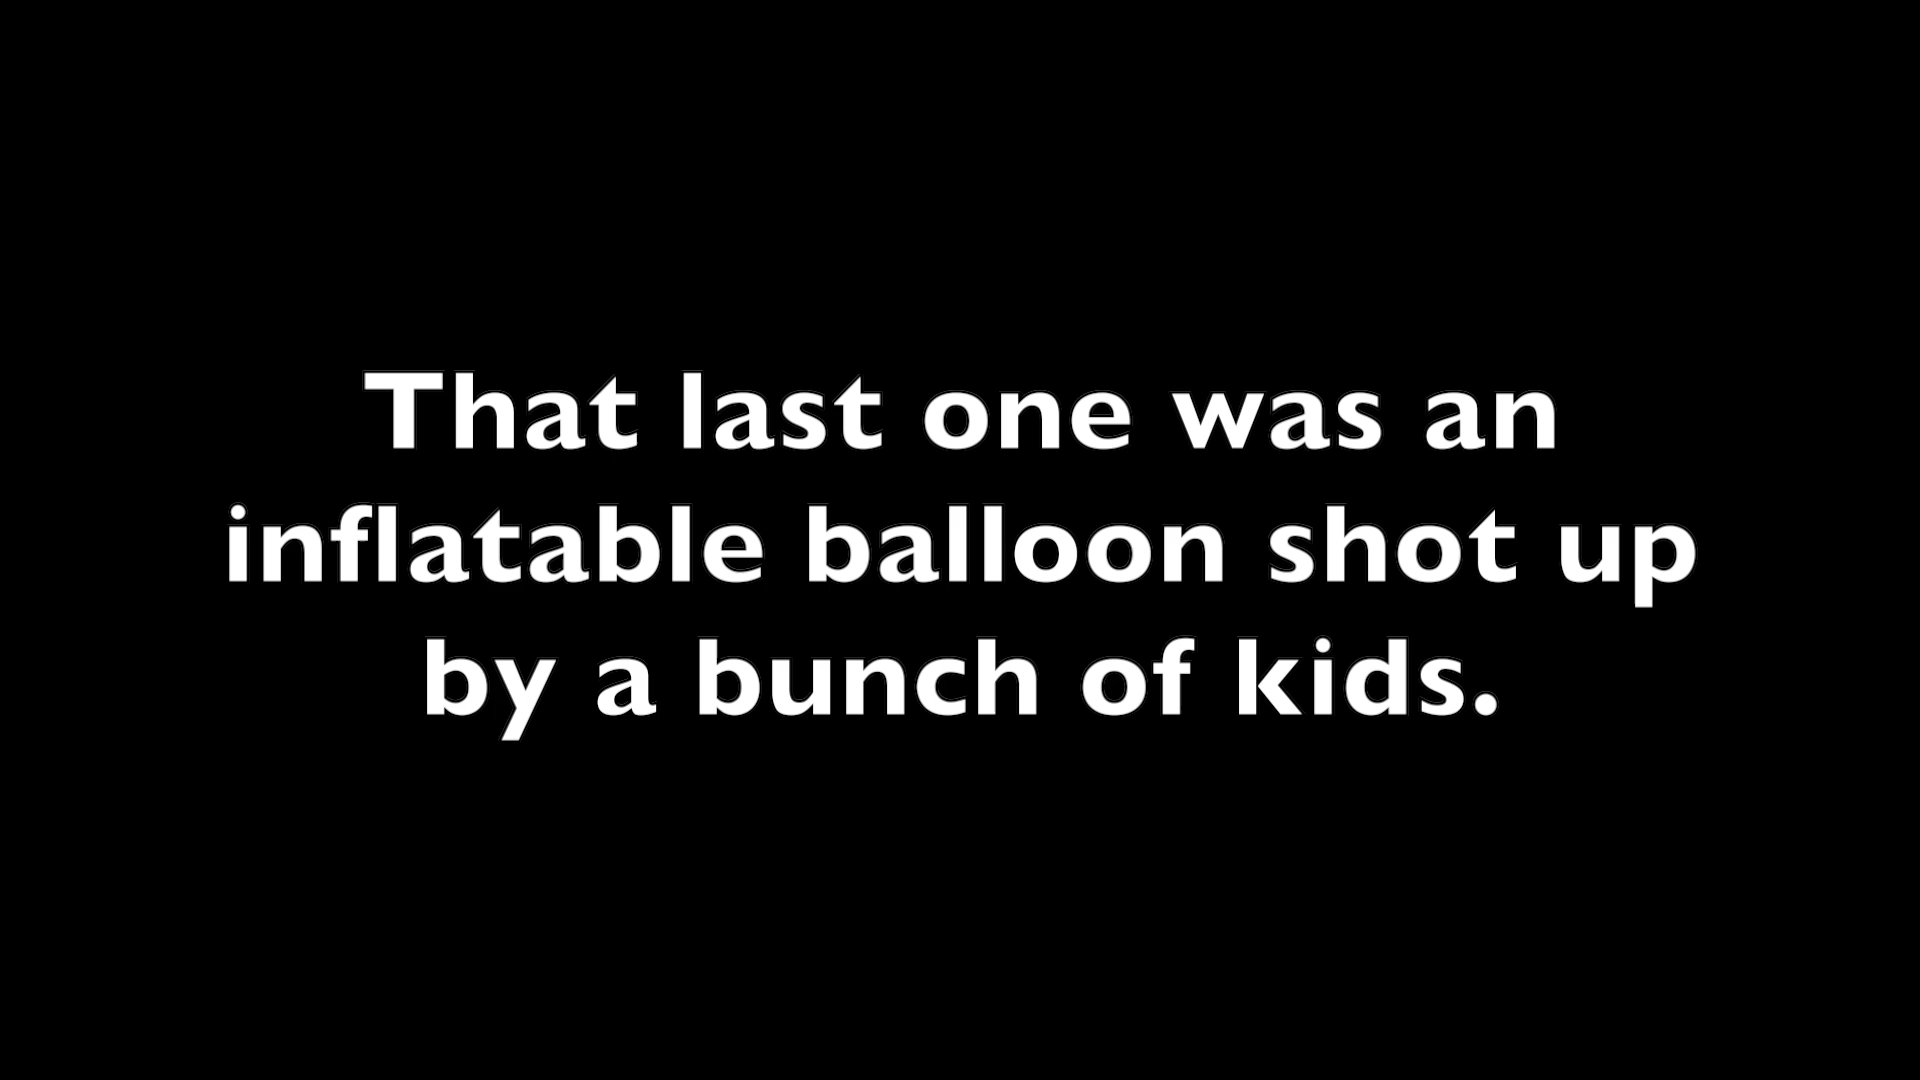 That last one was an
inflatable balloon shot up
by a bunch of kids.